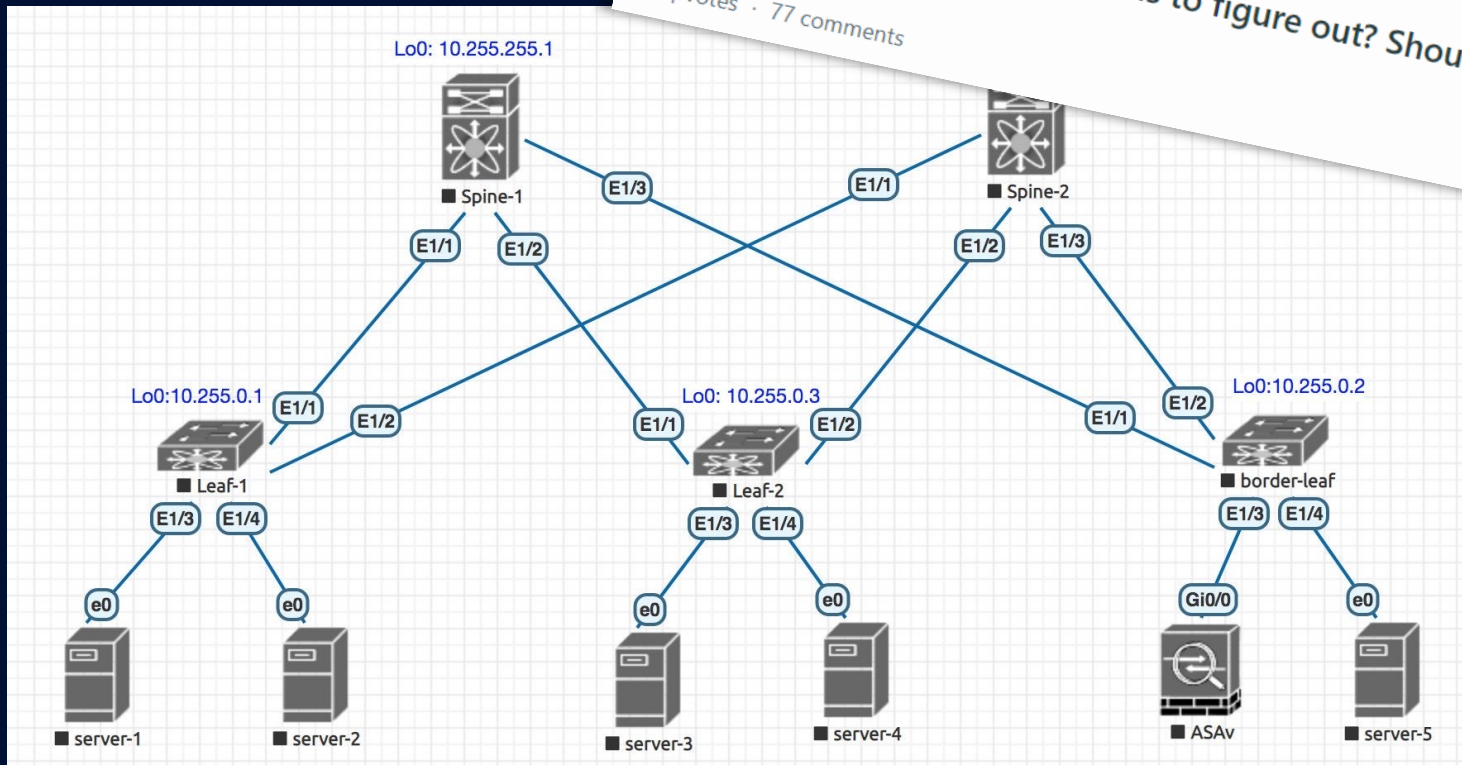 votes · 77 comments
to figure out? Shou
Lo0: 10.255.255.1
Spine-1
Spine-2
E1/3
E1/1
E1/1
E1/2
E1/2
E1/3
Lo0:10.255.0.1
Lo0: 10.255.0.3
Lo0:10.255.0.2
E1/1
E1/2
E1/1
E1/2
E1/1
E1/2
Leaf-1
Leaf-2
border-leaf
E1/3
E1/4
E1/3
E1/4
E1/3
E1/4
e0
e0
e0
e0
Gi0/0
e0
server-1
server-2
server-3
server-4
ASAv
server-5